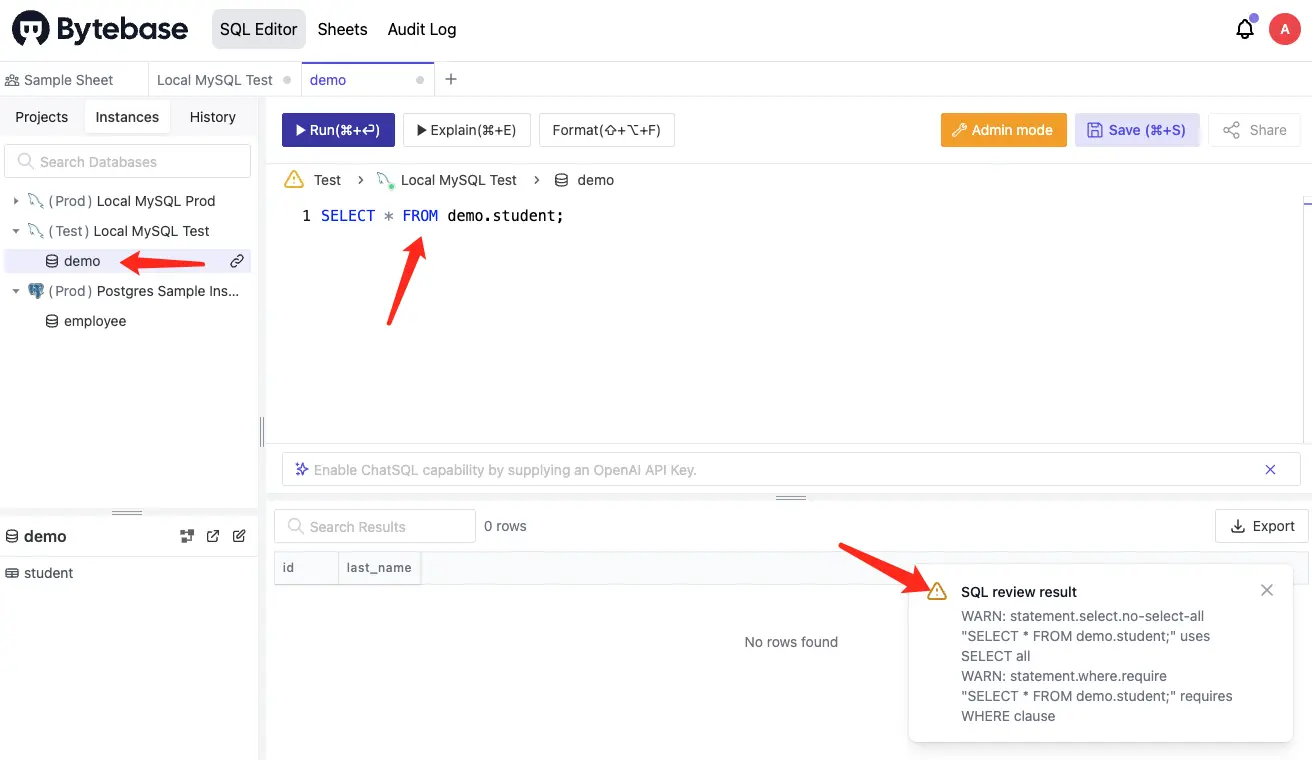 Bytebase SQL Editor Sheets Audit Log A
Sample Sheet Local MySQL Test demo
Projects Instances History
Run(⌘+↵) Explain(⌘+E) Format(⇧+⌥+F) Admin mode Save (⌘+S) Share
Search Databases
Test > Local MySQL Test > demo
(Prod) Local MySQL Prod
(Test) Local MySQL Test
demo
(Prod) Postgres Sample Ins...
employee
1 SELECT * FROM demo.student;
Enable ChatSQL capability by supplying an OpenAI API Key.
demo
student
Search Results 0 rows Export
id last_name
No rows found
SQL review result
WARN: statement.select.no-select-all
"SELECT * FROM demo.student;" uses
SELECT all
WARN: statement.where.require
"SELECT * FROM demo.student;" requires
WHERE clause